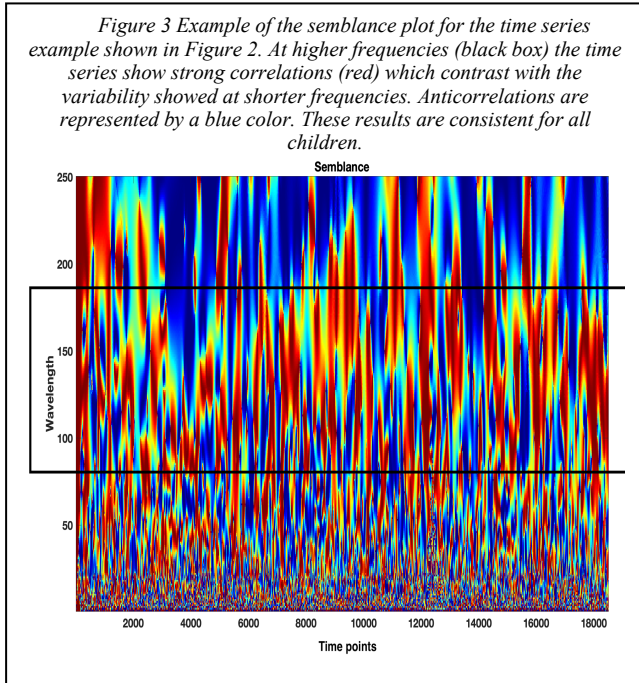 Figure 3 Example of the semblance plot for the time series
example shown in Figure 2. At higher frequencies (black box) the time
series show strong correlations (red) which contrast with the
variability showed at shorter frequencies. Anticorrelations are
represented by a blue color. These results are consistent for all
children.
Semblance
250
200
150
100
50
Wavelength
2000 4000 6000 8000 10000 12000 14000 16000 18000
Time points